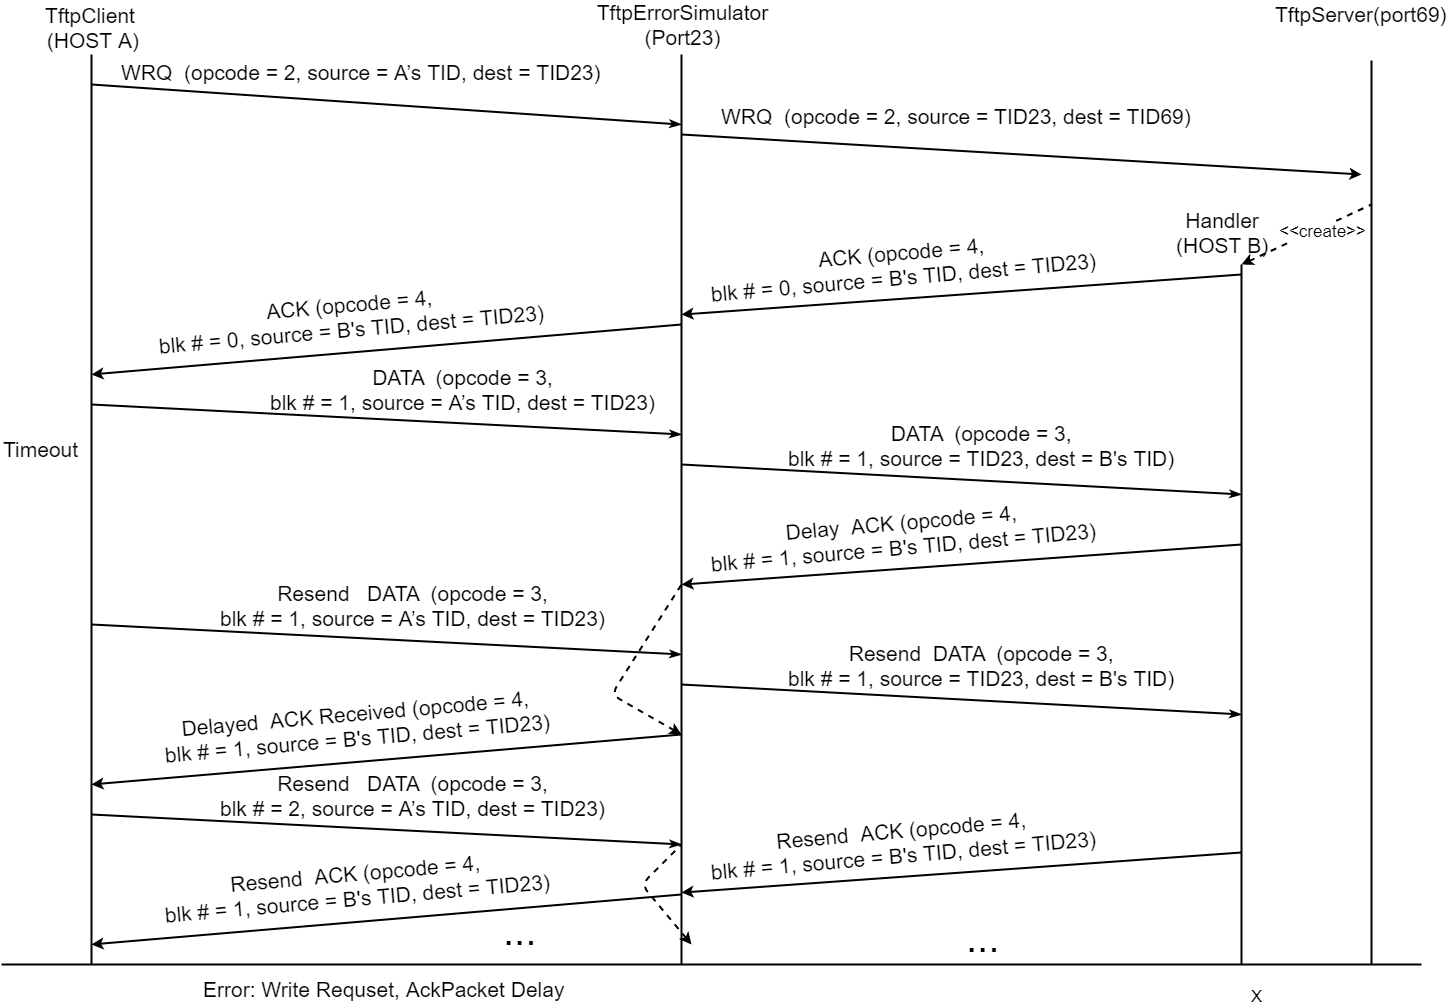 TftpClient
(HOST A)
TftpErrorSimulator
(Port23)
TftpServer(port69)
WRQ (opcode = 2, source = A's TID, dest = TID23)
WRQ (opcode = 2, source = TID23, dest = TID69)
Handler
(HOST B)
<<create>>
ACK (opcode = 4,
blk # = 0, source = B's TID, dest = TID23)
ACK (opcode = 4,
blk # = 0, source = B's TID, dest = TID23)
DATA (opcode = 3,
blk # = 1, source = A's TID, dest = TID23)
Timeout
DATA (opcode = 3,
blk # = 1, source = TID23, dest = B's TID)
Delay ACK (opcode = 4,
blk # = 1, source = B's TID, dest = TID23)
Resend DATA (opcode = 3,
blk # = 1, source = A's TID, dest = TID23)
Resend DATA (opcode = 3,
blk # = 1, source = TID23, dest = B's TID)
Delayed ACK Received (opcode = 4,
blk # = 1, source = B's TID, dest = TID23)
Resend DATA (opcode = 3,
blk # = 2, source = A's TID, dest = TID23)
Resend ACK (opcode = 4,
blk # = 1, source = B's TID, dest = TID23)
Resend ACK (opcode = 4,
blk # = 1, source = B's TID, dest = TID23)
...
...
Error: Write Requset, AckPacket Delay
X